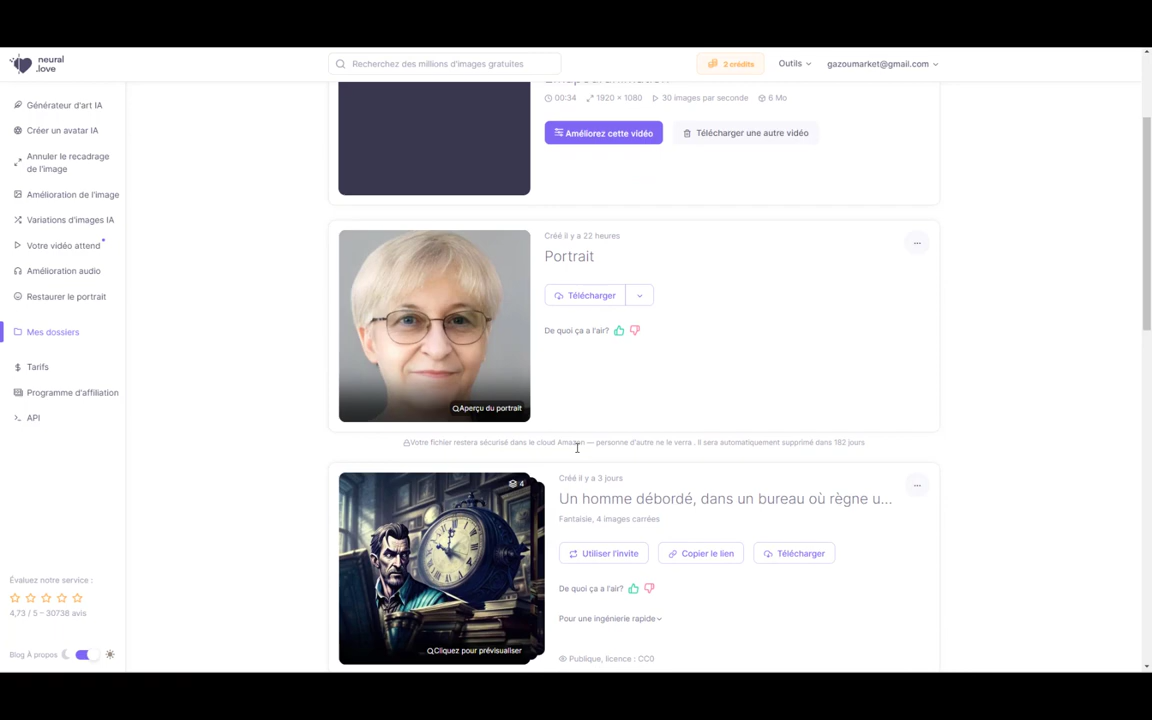 neural
.love
Recherchez des millions d'images gratuites
2 crédits
Outils
gazoumarket@gmail.com
Générateur d'art IA
Créer un avatar IA
Annuler le recadrage
de l'image
Amélioration de l'image
Variations d'images IA
Votre vidéo attend
Amélioration audio
Restaurer le portrait
Mes dossiers
Tarifs
Programme d'affiliation
API
Évaluez notre service :
4,73 / 5 – 30738 avis
Blog À propos
00:34 1920 × 1080 30 images par seconde 6 Mo
Améliorez cette vidéo
Télécharger une autre vidéo
Créé il y a 22 heures
...
Portrait
Télécharger
De quoi ça a l'air?
Aperçu du portrait
Votre fichier restera sécurisé dans le cloud Amazon — personne d'autre ne le verra . Il sera automatiquement supprimé dans 182 jours
4
Créé il y a 3 jours
...
Un homme débordé, dans un bureau où règne u...
Fantaisie, 4 images carrées
Utiliser l'invite
Copier le lien
Télécharger
De quoi ça a l'air?
Pour une ingénierie rapide
Cliquez pour prévisualiser
Publique, licence : CC0